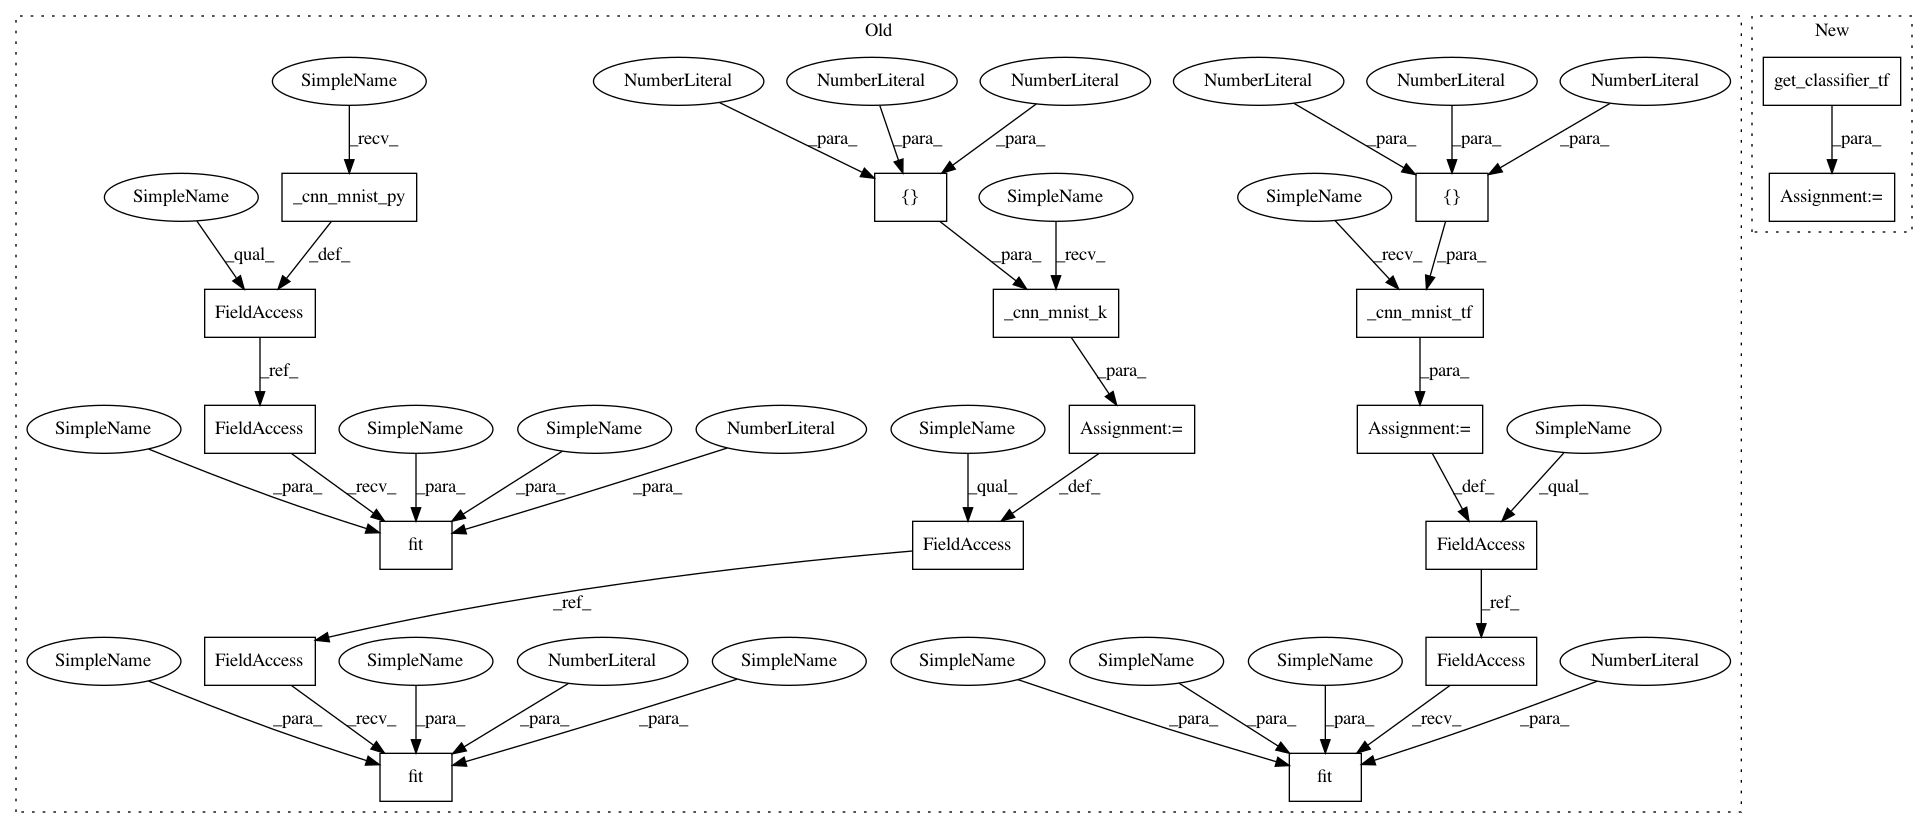 Old
New
SimpleName
NumberLiteral
NumberLiteral
NumberLiteral
NumberLiteral
NumberLiteral
NumberLiteral
get_classifier_tf
_recv_
_para_
_para_
_para_
_para_
_para_
_para_
_para_
SimpleName
_cnn_mnist_py
{}
SimpleName
SimpleName
{}
Assignment:=
_qual_
_def_
_para_
_recv_
_recv_
_para_
FieldAccess
_cnn_mnist_k
_cnn_mnist_tf
_ref_
_para_
_para_
SimpleName
FieldAccess
SimpleName
SimpleName
NumberLiteral
SimpleName
Assignment:=
Assignment:=
SimpleName
_para_
_recv_
_para_
_para_
_para_
_qual_
_def_
_def_
_qual_
fit
FieldAccess
FieldAccess
_ref_
_ref_
SimpleName
FieldAccess
SimpleName
NumberLiteral
SimpleName
SimpleName
SimpleName
SimpleName
FieldAccess
NumberLiteral
_para_
_recv_
_para_
_para_
_para_
_para_
_para_
_para_
_recv_
_para_
fit
fit